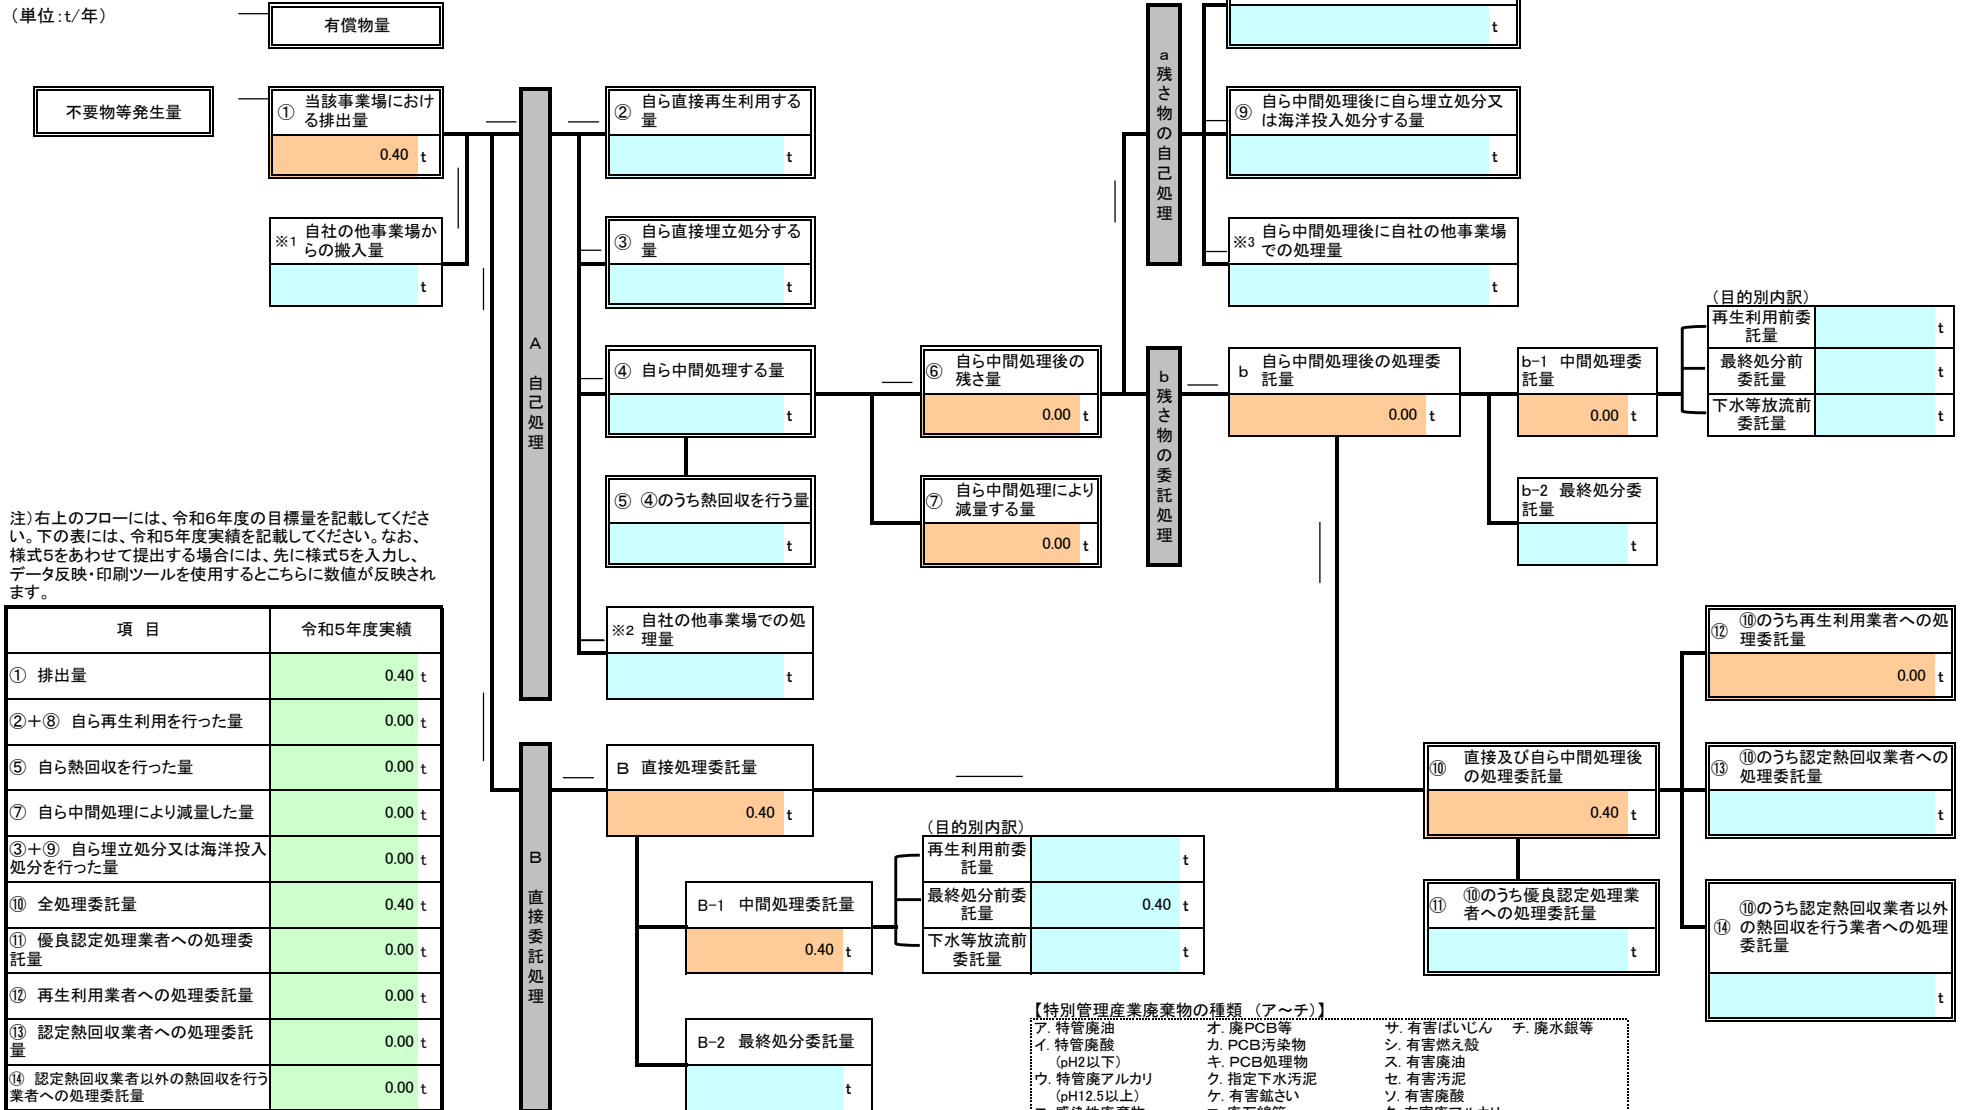 （単位:t/年）
有償物量
t
不要物等発生量
① 当該事業場におけ
る排出量
0.40 t
※1 自社の他事業場か
らの搬入量
t
A 自己処理
② 自ら直接再生利用する
量
t
③ 自ら直接埋立処分する
量
t
④ 自ら中間処理する量
t
⑤ ④のうち熱回収を行う量
t
※2 自社の他事業場での処
理量
t
⑥ 自ら中間処理後の
残さ量
0.00 t
⑦ 自ら中間処理により
減量する量
0.00 t
a 残さ物の自己処理
⑨ 自ら中間処理後に自ら埋立処分又
は海洋投入処分する量
t
※3 自ら中間処理後に自社の他事業場
での処理量
t
b 残さ物の委託処理
b 自ら中間処理後の処理委
託量
0.00 t
b-1 中間処理委
託量
0.00 t
b-2 最終処分委
託量
t
（目的別内訳）
再生利用前委
託量
t
最終処分前
委託量
t
下水等放流前
委託量
t
注）右上のフローには、令和６年度の目標量を記載してくださ
い。下の表には、令和５年度実績を記載してください。なお、
様式５をあわせて提出する場合には、先に様式５を入力し、
データ反映・印刷ツールを使用するとこちらに数値が反映され
ます。
項 目 令和５年度実績
① 排出量 0.40 t
②＋⑧ 自ら再生利用を行った量 0.00 t
⑤ 自ら熱回収を行った量 0.00 t
⑦ 自ら中間処理により減量した量 0.00 t
③＋⑨ 自ら埋立処分又は海洋投入
処分を行った量 0.00 t
⑩ 全処理委託量 0.40 t
⑪ 優良認定処理業者への処理委
託量 0.00 t
⑫ 再生利用業者への処理委託量 0.00 t
⑬ 認定熱回収業者への処理委託
量 0.00 t
⑭ 認定熱回収業者以外の熱回収を行う
業者への処理委託量 0.00 t
B 直接委託処理
B 直接処理委託量
0.40 t
B-1 中間処理委託量
0.40 t
B-2 最終処分委託量
t
（目的別内訳）
再生利用前委
託量
t
最終処分前委
託量
0.40 t
下水等放流前
委託量
t
⑩ 直接及び自ら中間処理後
の処理委託量
0.40 t
⑪ ⑩のうち優良認定処理業
者への処理委託量
t
⑫ ⑩のうち再生利用業者への処
理委託量
0.00 t
⑬ ⑩のうち認定熱回収業者への
処理委託量
t
⑭ ⑩のうち認定熱回収業者以外
の熱回収を行う業者への処理
委託量
t
【特別管理産業廃棄物の種類 （ア～チ）】
ア. 特管廃油 オ. 廃PCB等 サ. 有害ばいじん チ. 廃水銀等
イ. 特管廃酸 カ. PCB汚染物 シ. 有害燃え殻
（pH2以下） キ. PCB処理物 ス. 有害廃油
ウ. 特管廃アルカリ ク. 指定下水汚泥 セ. 有害汚泥
（pH12.5以上） ケ. 有害鉱さい ソ. 有害廃酸